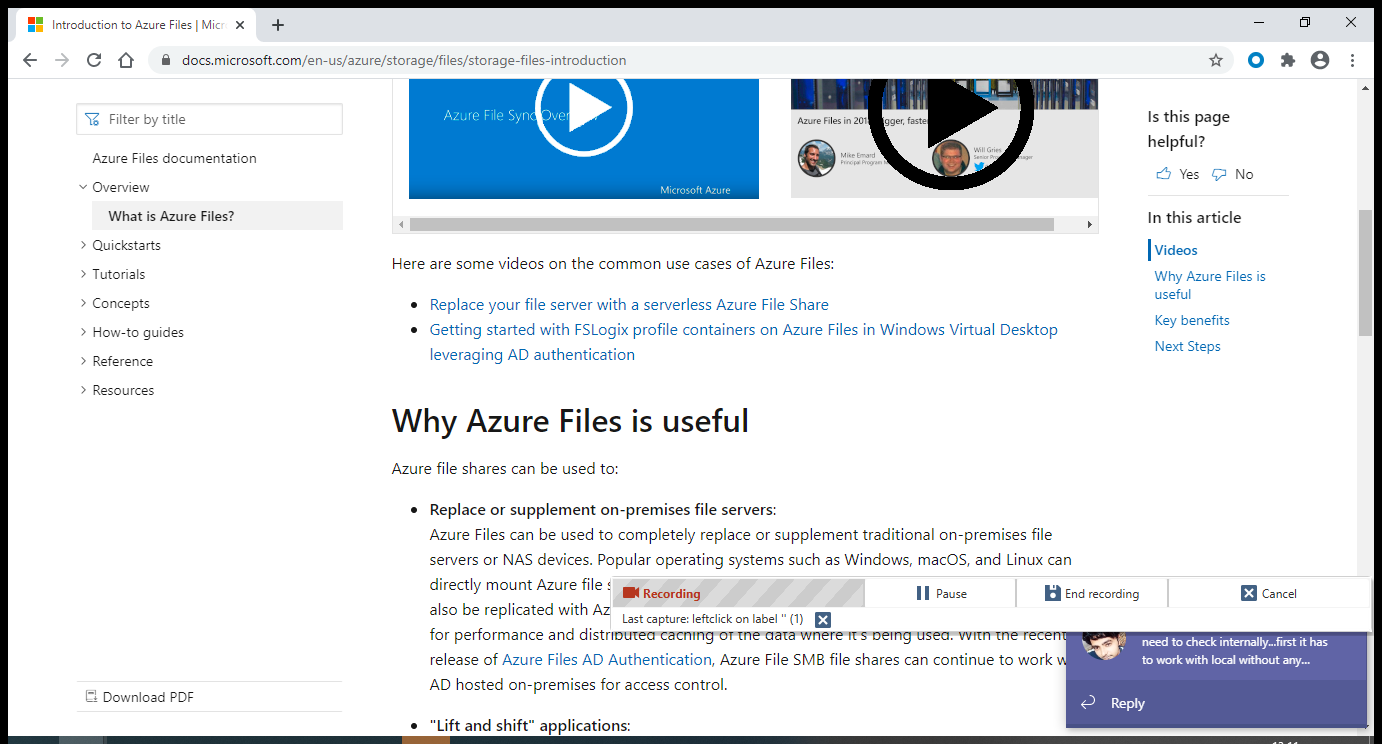 Introduction to Azure Files | Micr
docs.microsoft.com/en-us/azure/storage/files/storage-files-introduction
Filter by title
Azure Files documentation
Overview
What is Azure Files?
Quickstarts
Tutorials
Concepts
How-to guides
Reference
Resources
Download PDF
Azure File Sync Over
Microsoft Azure
Azure Files in 201 gger, faster
Mike Emard
Principal Program M
Will Gries
Senior Pro
Here are some videos on the common use cases of Azure Files:
Replace your file server with a serverless Azure File Share
Getting started with FSLogix profile containers on Azure Files in Windows Virtual Desktop
leveraging AD authentication
Why Azure Files is useful
Azure file shares can be used to:
Replace or supplement on-premises file servers:
Azure Files can be used to completely replace or supplement traditional on-premises file
servers or NAS devices. Popular operating systems such as Windows, macOS, and Linux can
directly mount Azure file s
also be replicated with Az
for performance and distributed caching of the data where it's being used. With the recent
release of Azure Files AD Authentication, Azure File SMB file shares can continue to work w
AD hosted on-premises for access control.
"Lift and shift" applications:
Is this page
helpful?
Yes No
In this article
Videos
Why Azure Files is
useful
Key benefits
Next Steps
Recording
Pause
End recording
Cancel
Last capture: leftclick on label '' (1)
need to check internally...first it has
to work with local without any...
Reply